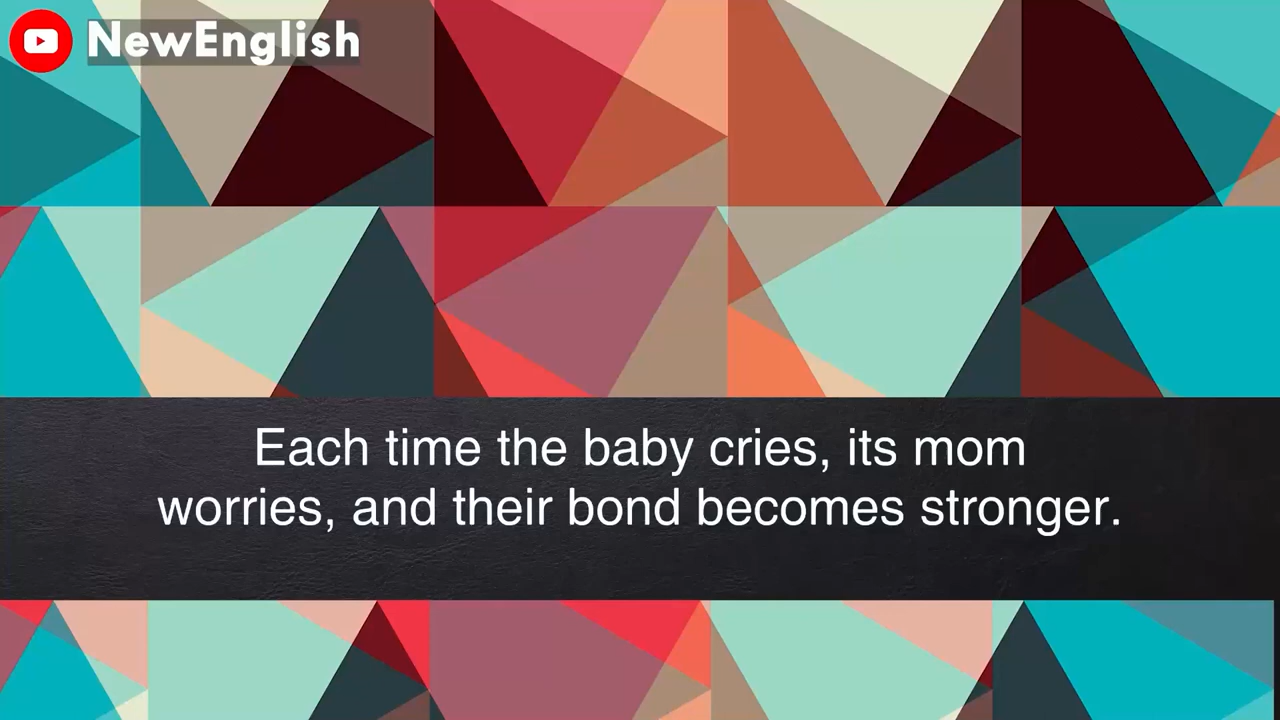 NewEnglish
Each time the baby cries, its mom
worries, and their bond becomes stronger.